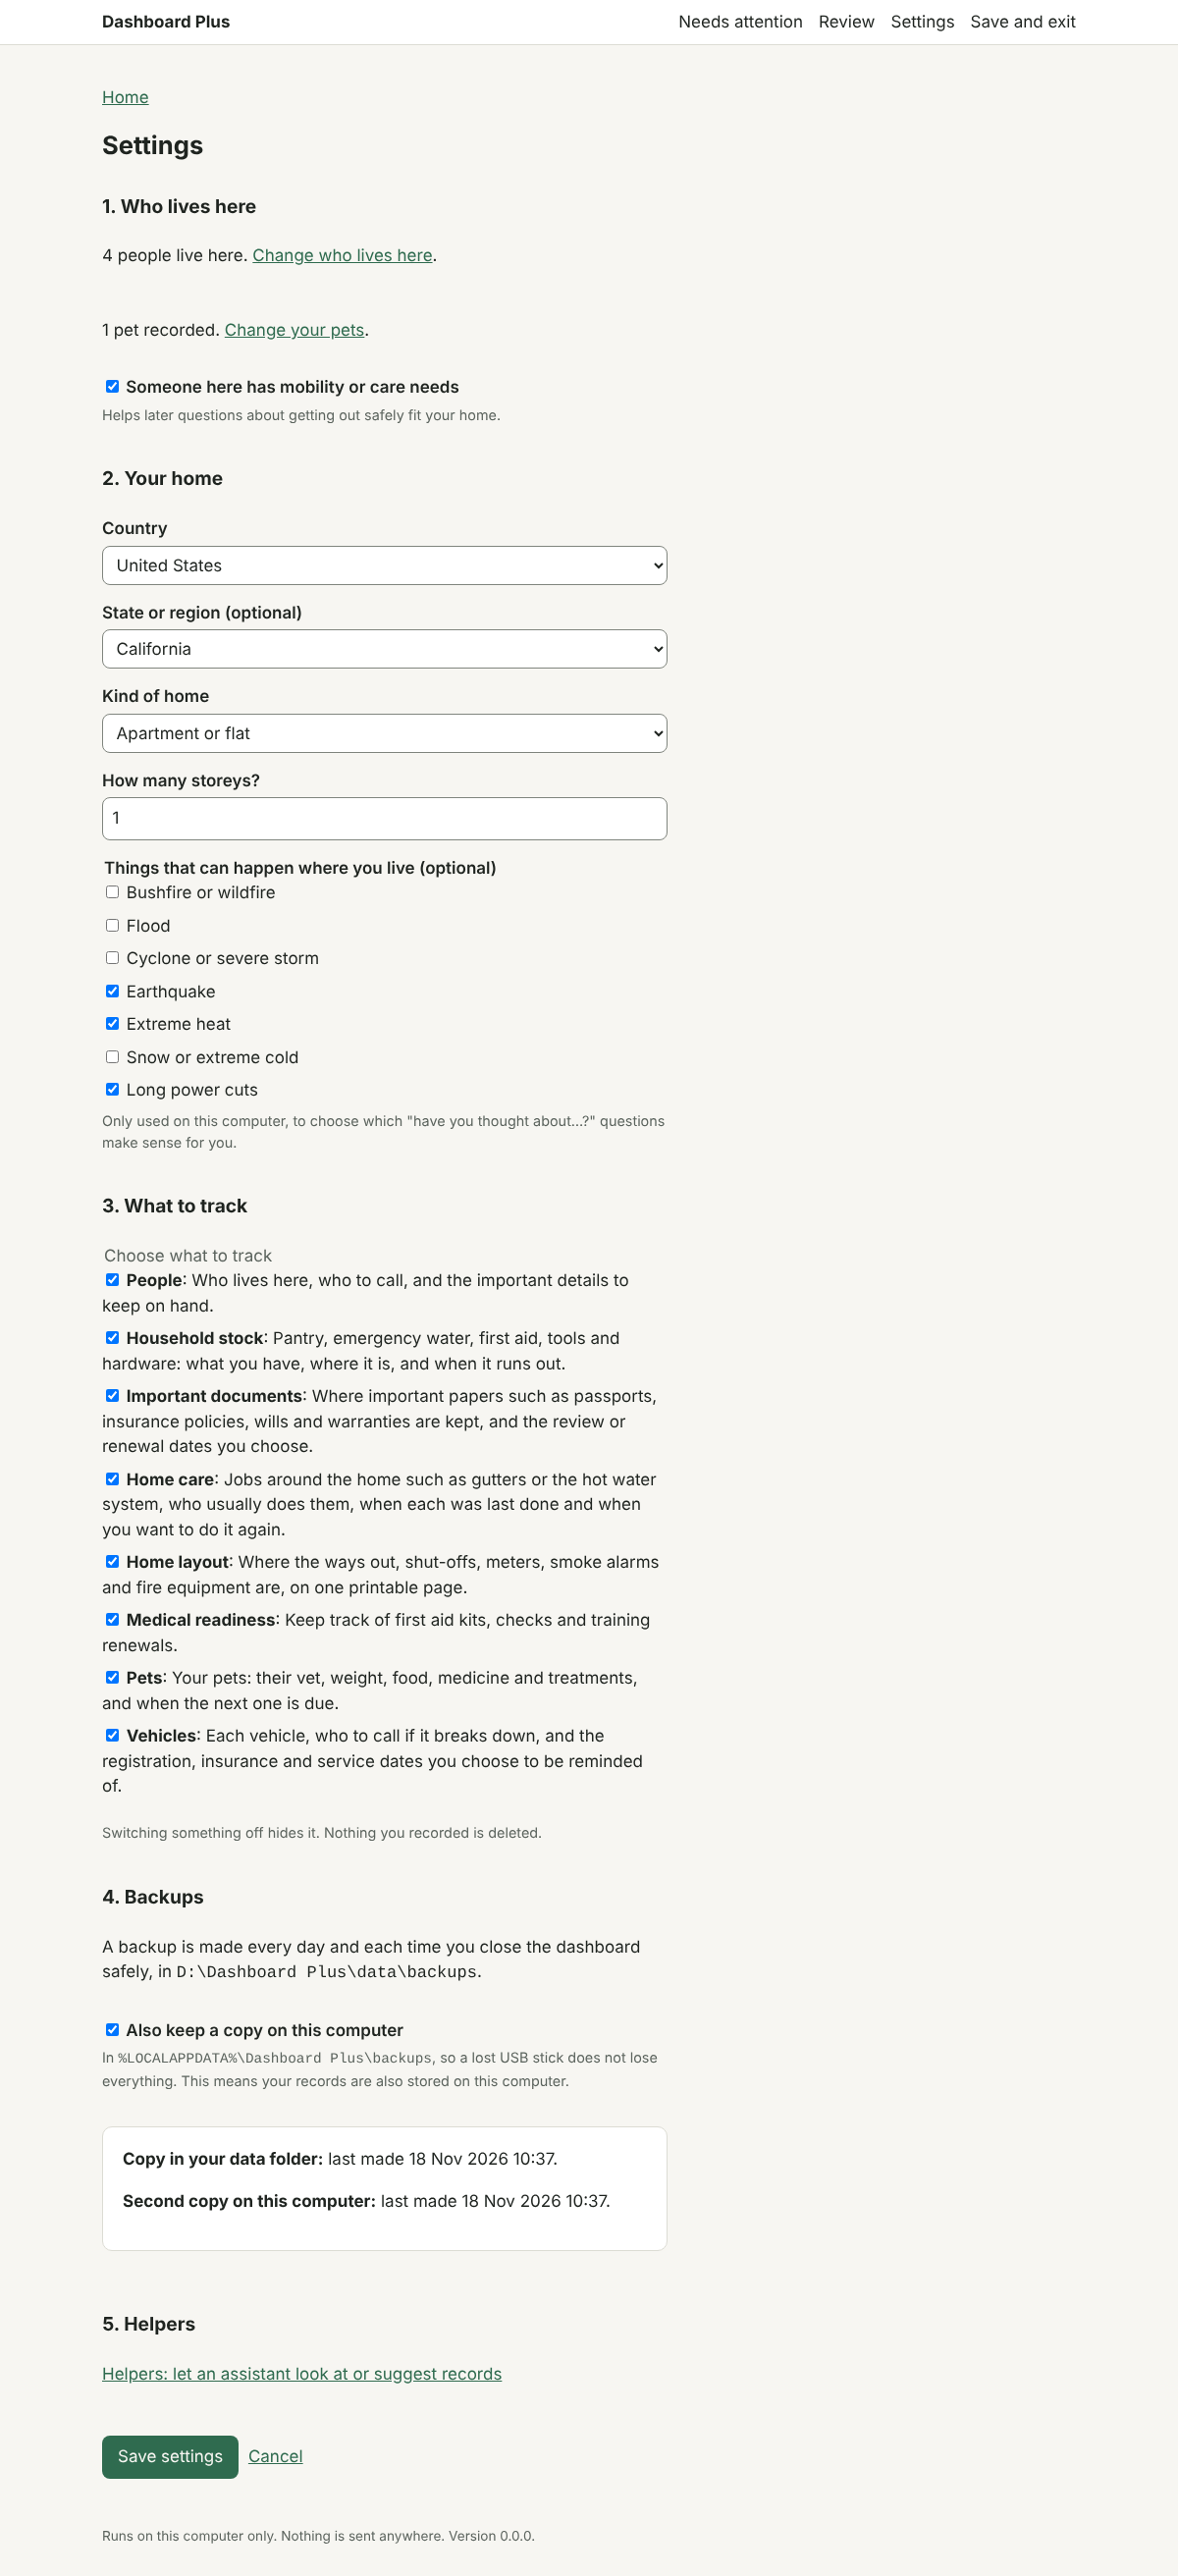 Dashboard Plus
Needs attention Review Settings Save and exit
Home
Settings
1. Who lives here
4 people live here. Change who lives here.
1 pet recorded. Change your pets.
Someone here has mobility or care needs
Helps later questions about getting out safely fit your home.
2. Your home
Country
United States
State or region (optional)
California
Kind of home
Apartment or flat
How many storeys?
1
Things that can happen where you live (optional)
Bushfire or wildfire
Flood
Cyclone or severe storm
Earthquake
Extreme heat
Snow or extreme cold
Long power cuts
Only used on this computer, to choose which "have you thought about...?" questions
make sense for you.
3. What to track
Choose what to track
People: Who lives here, who to call, and the important details to
keep on hand.
Household stock: Pantry, emergency water, first aid, tools and
hardware: what you have, where it is, and when it runs out.
Important documents: Where important papers such as passports,
insurance policies, wills and warranties are kept, and the review or
renewal dates you choose.
Home care: Jobs around the home such as gutters or the hot water
system, who usually does them, when each was last done and when
you want to do it again.
Home layout: Where the ways out, shut-offs, meters, smoke alarms
and fire equipment are, on one printable page.
Medical readiness: Keep track of first aid kits, checks and training
renewals.
Pets: Your pets: their vet, weight, food, medicine and treatments,
and when the next one is due.
Vehicles: Each vehicle, who to call if it breaks down, and the
registration, insurance and service dates you choose to be reminded
of.
Switching something off hides it. Nothing you recorded is deleted.
4. Backups
A backup is made every day and each time you close the dashboard
safely, in D:\Dashboard Plus\data\backups.
Also keep a copy on this computer
In %LOCALAPPDATA%\Dashboard Plus\backups, so a lost USB stick does not lose
everything. This means your records are also stored on this computer.
Copy in your data folder: last made 18 Nov 2026 10:37.
Second copy on this computer: last made 18 Nov 2026 10:37.
5. Helpers
Helpers: let an assistant look at or suggest records
Save settings Cancel
Runs on this computer only. Nothing is sent anywhere. Version 0.0.0.